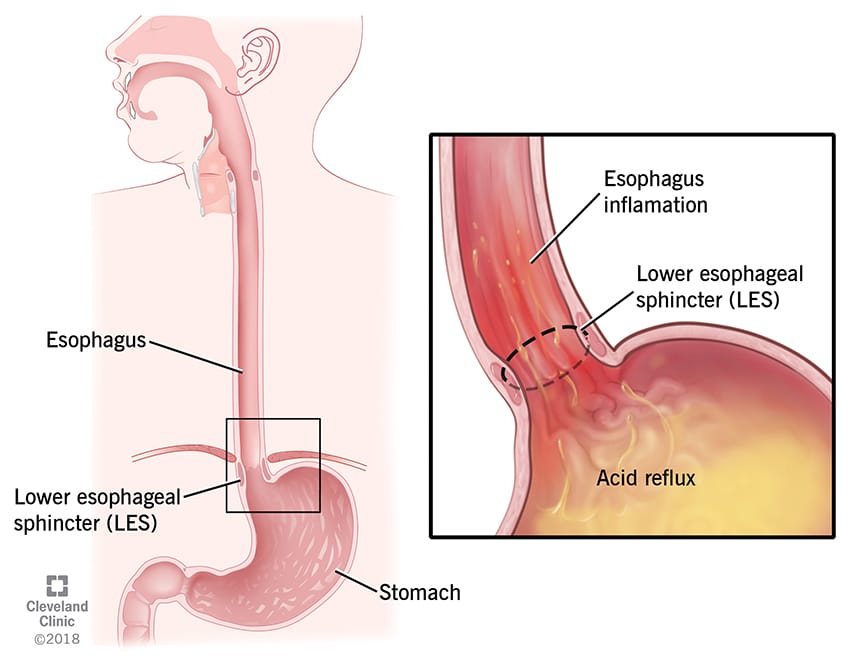 Esophagus
inflamation
Lower esophageal
sphincter (LES)
Esophagus
Acid reflux
Lower esophageal
sphincter (LES)
Stomach
Cleveland
Clinic
©2018